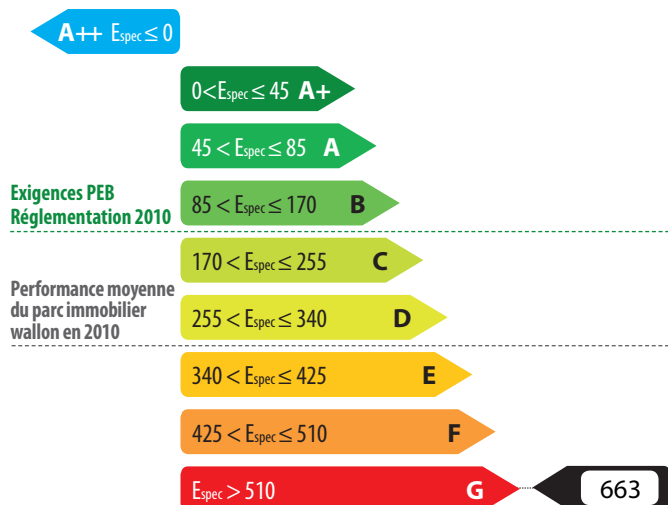 A++ Espec ≤ 0
0<Espec ≤ 45 A+
45 < Espec ≤ 85 A
Exigences PEB
Réglementation 2010
85 < Espec ≤ 170 B
170 < Espec ≤ 255 C
Performance moyenne
du parc immobilier
wallon en 2010
255 < Espec ≤ 340 D
340 < Espec ≤ 425 E
425 < Espec ≤ 510 F
Espec > 510 G 663